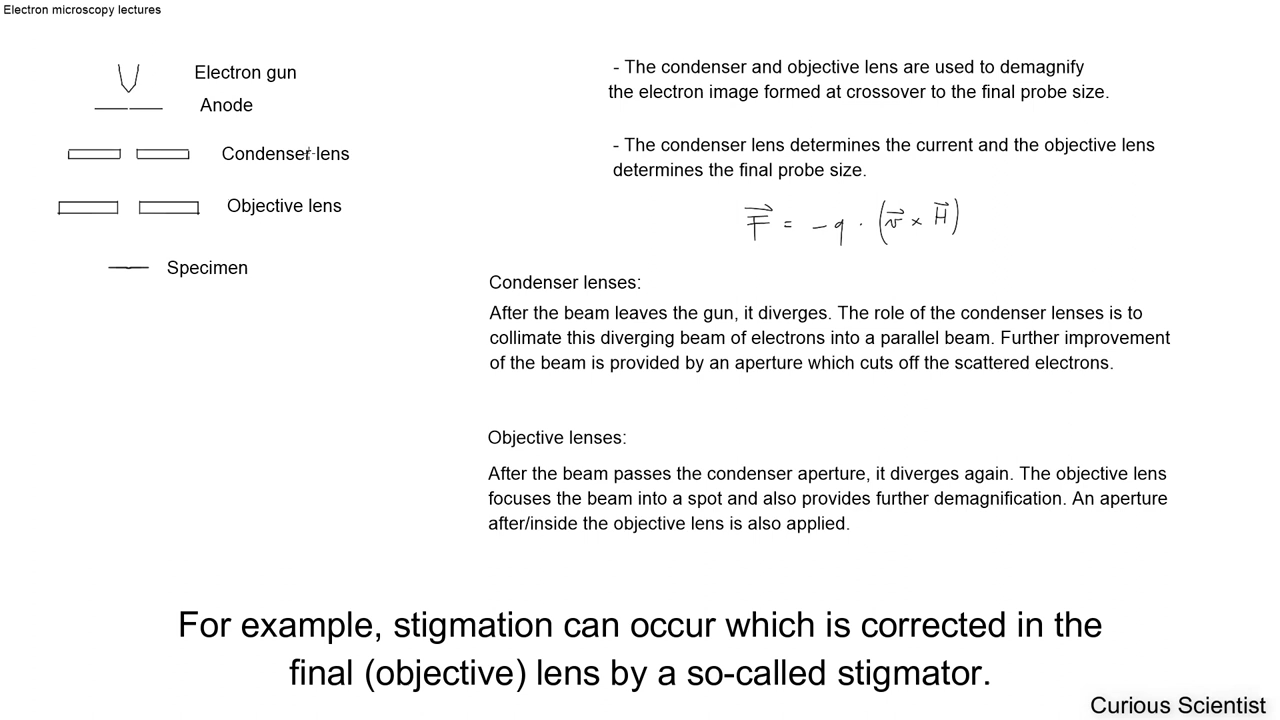 Electron microscopy lectures
Electron gun
Anode
Condenser lens
Objective lens
Specimen
- The condenser and objective lens are used to demagnify
the electron image formed at crossover to the final probe size.
- The condenser lens determines the current and the objective lens
determines the final probe size.
F⃗ = -q · (v⃗ × H⃗)
Condenser lenses:
After the beam leaves the gun, it diverges. The role of the condenser lenses is to
collimate this diverging beam of electrons into a parallel beam. Further improvement
of the beam is provided by an aperture which cuts off the scattered electrons.
Objective lenses:
After the beam passes the condenser aperture, it diverges again. The objective lens
focuses the beam into a spot and also provides further demagnification. An aperture
after/inside the objective lens is also applied.
For example, stigmation can occur which is corrected in the
final (objective) lens by a so-called stigmator.
Curious Scientist